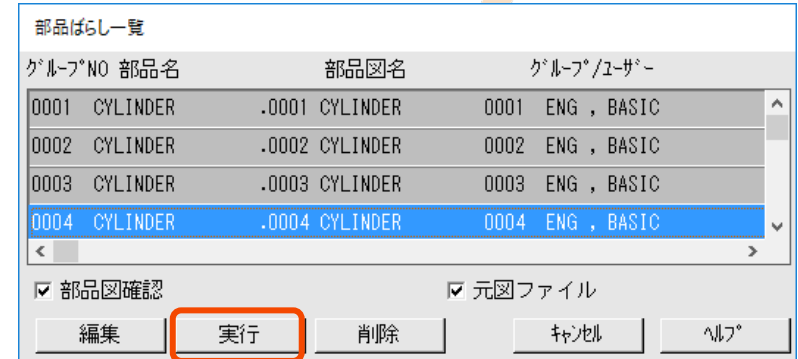 部品ばらし一覧
ｸﾞﾙｰﾌﾟNO 部品名 部品図名 ｸﾞﾙｰﾌﾟ/ﾕｰｻﾞｰ
0001 CYLINDER .0001 CYLINDER 0001 ENG , BASIC
0002 CYLINDER .0002 CYLINDER 0002 ENG , BASIC
0003 CYLINDER .0003 CYLINDER 0003 ENG , BASIC
0004 CYLINDER .0004 CYLINDER 0004 ENG , BASIC
部品図確認 元図ファイル
編集 実行 削除 ｷｬﾝｾﾙ ﾍﾙﾌﾟ